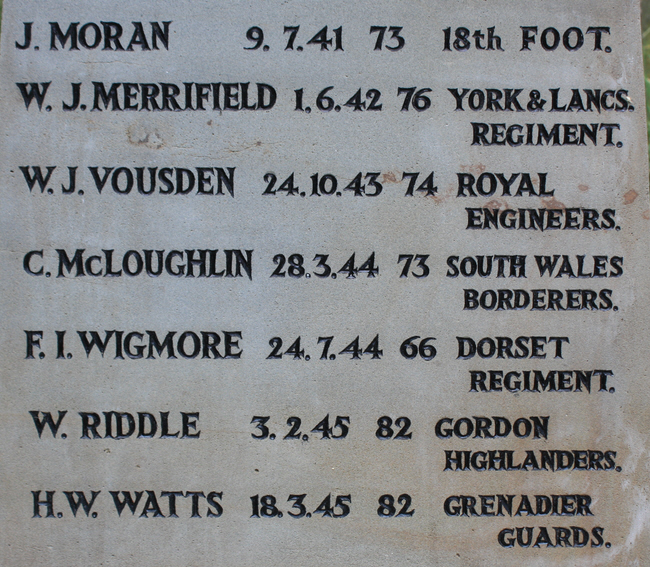 J. MORAN 9. 7. 41 73 18th FOOT.
W. J. MERRIFIELD 1. 6. 42 76 YORK & LANCS.
REGIMENT.
W. J. VOUSDEN 24. 10. 43 74 ROYAL
ENGINEERS.
C. McLOUGHLIN 28. 3. 44 73 SOUTH WALES
BORDERERS.
F. I. WIGMORE 24. 7. 44 66 DORSET
REGIMENT.
W. RIDDLE 3. 2. 45 82 GORDON
HIGHLANDERS.
H. W. WATTS 18. 3. 45 82 GRENADIER
GUARDS.